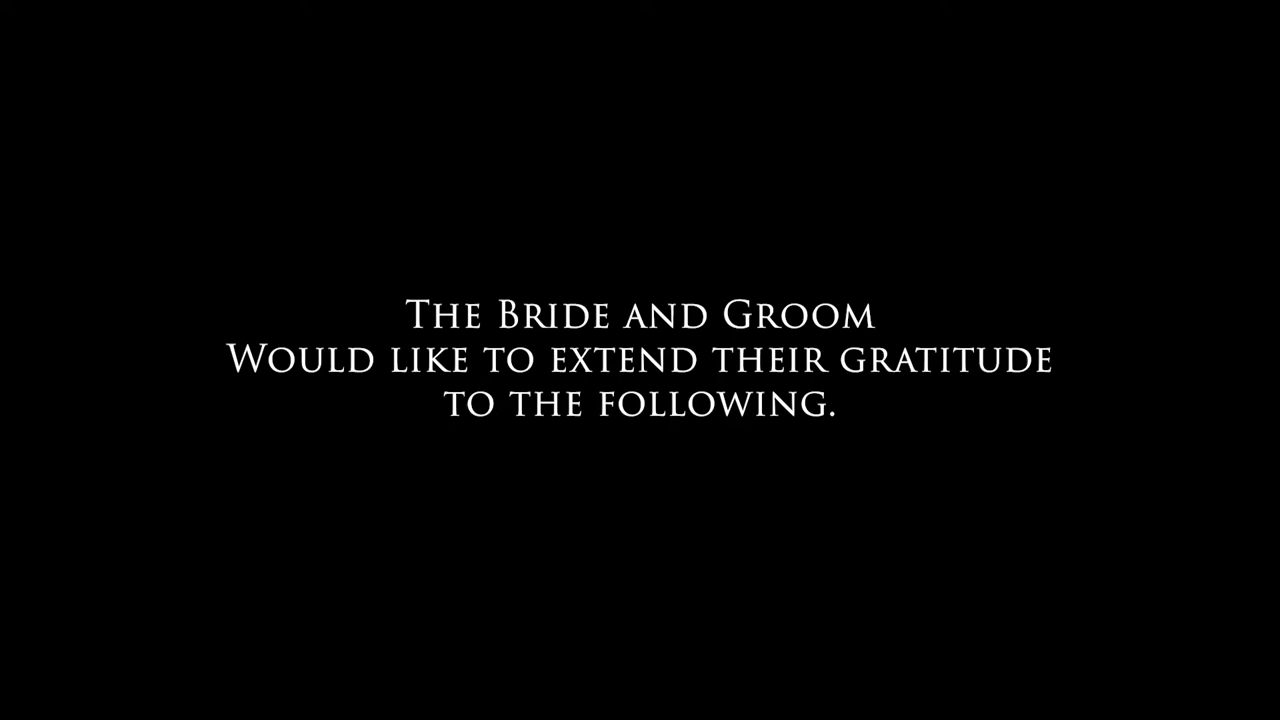 The Bride and Groom
Would like to extend their gratitude
to the following.